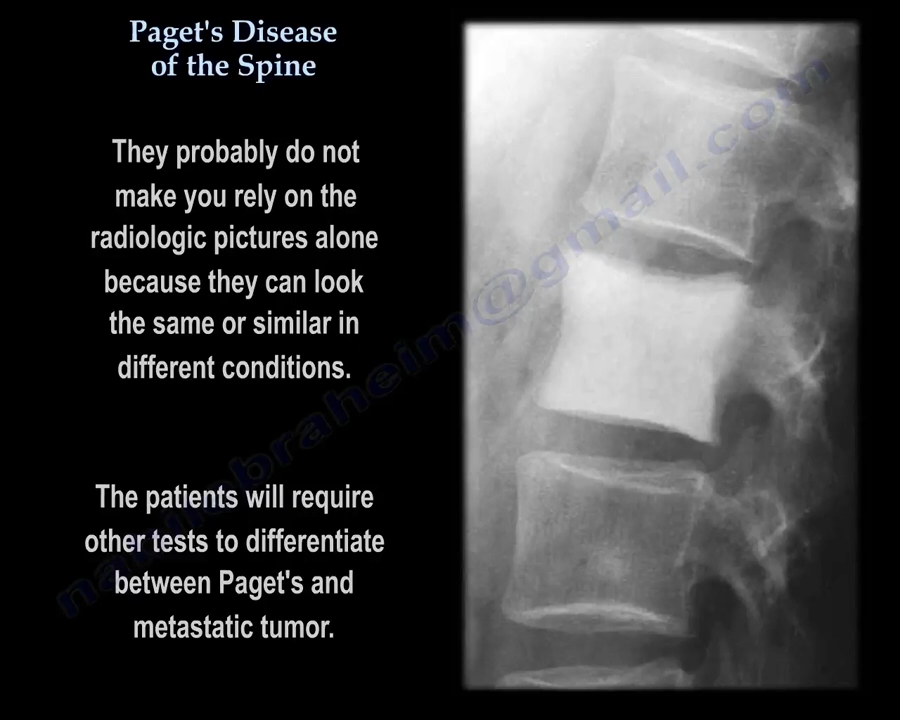 Paget's Disease
of the Spine
They probably do not
make you rely on the
radiologic pictures alone
because they can look
the same or similar in
different conditions.
The patients will require
other tests to differentiate
between Paget's and
metastatic tumor.